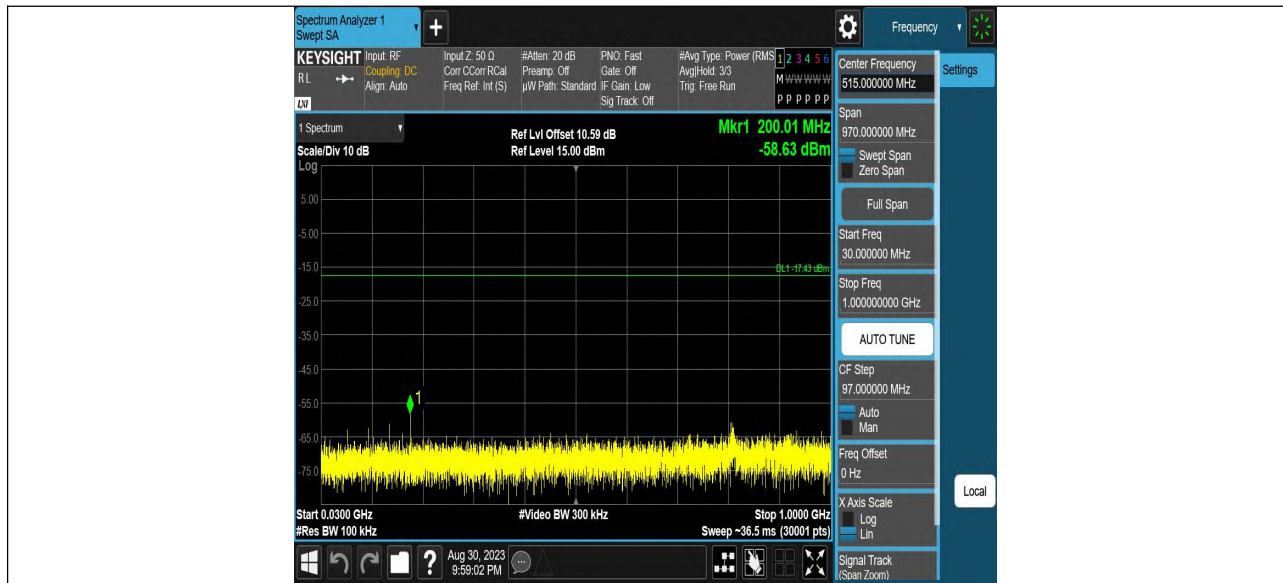 Spectrum Analyzer 1
Swept SA
+
Frequency
KEYSIGHT
RL
LXI
Input: RF
Coupling: DC
Align: Auto
Input Z: 50 Ω
Corr CCorr RCal
Freq Ref: Int (S)
#Atten: 20 dB
Preamp: Off
µW Path: Standard
PNO: Fast
Gate: Off
IF Gain: Low
Sig Track: Off
#Avg Type: Power (RMS
Avg|Hold: 3/3
Trig: Free Run
1 2 3 4 5 6
M W W W W W
P P P P P P
Center Frequency
515.000000 MHz
Settings
1 Spectrum
Scale/Div 10 dB
Log
Ref Lvl Offset 10.59 dB
Ref Level 15.00 dBm
Mkr1 200.01 MHz
-58.63 dBm
Span
970.000000 MHz
Swept Span
Zero Span
Full Span
Start Freq
30.000000 MHz
Stop Freq
1.000000000 GHz
AUTO TUNE
CF Step
97.000000 MHz
Auto
Man
Freq Offset
0 Hz
X Axis Scale
Log
Lin
Signal Track
(Span Zoom)
Local
5.00
-5.00
-15.0
DL1 -17.43 dBm
-25.0
-35.0
-45.0
-55.0
1
-65.0
-75.0
Start 0.0300 GHz
#Res BW 100 kHz
#Video BW 300 kHz
Stop 1.0000 GHz
Sweep ~36.5 ms (30001 pts)
?
Aug 30, 2023
9:59:02 PM